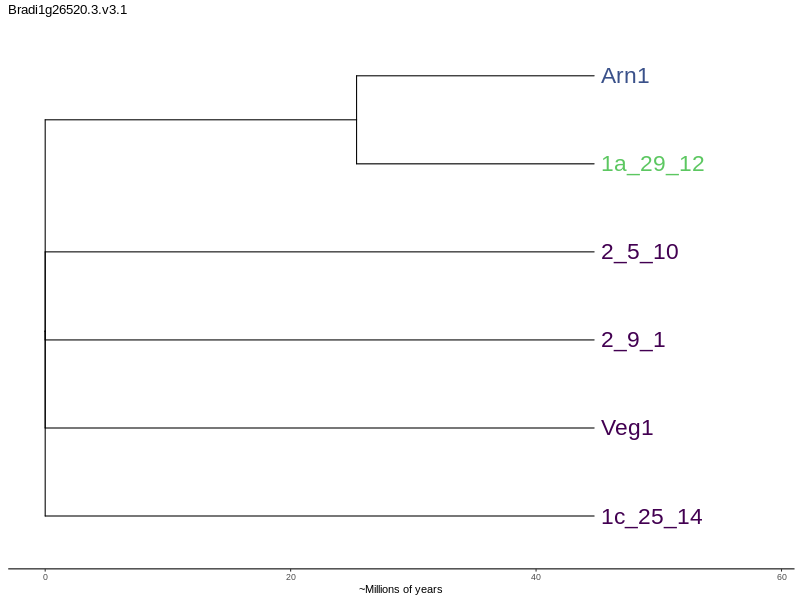 Bradi1g26520.3.v3.1
Arn1
1a_29_12
2_5_10
2_9_1
Veg1
1c_25_14
0 20 40 60
~Millions of years